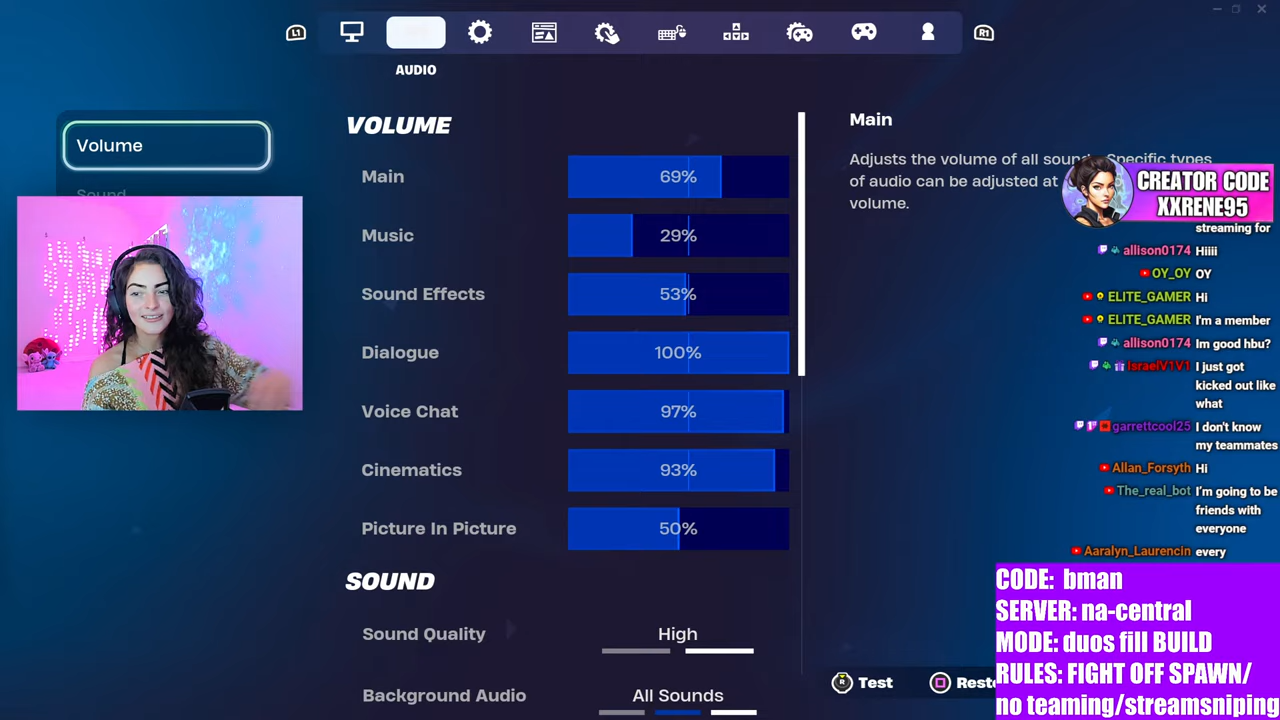 L1
R1
AUDIO
Volume
Sound
VOLUME
Main 69%
Music 29%
Sound Effects 53%
Dialogue 100%
Voice Chat 97%
Cinematics 93%
Picture In Picture 50%
SOUND
Sound Quality High
Background Audio All Sounds
Main
Adjusts the volume of all sound Specific types
of audio can be adjusted at
volume.
Test
CREATOR CODE
XXRENE95
streaming for
allison0174 Hiiii
OY_OY OY
ELITE_GAMER Hi
ELITE_GAMER I'm a member
allison0174 Im good hbu?
IsraelV1V1 I just got
kicked out like
what
garrettcool25 I don't know
my teammates
Allan_Forsyth Hi
The_real_bot I'm going to be
friends with
everyone
Aaralyn_Laurencin every
CODE: bman
SERVER: na-central
MODE: duos fill BUILD
RULES: FIGHT OFF SPAWN/
no teaming/streamsniping